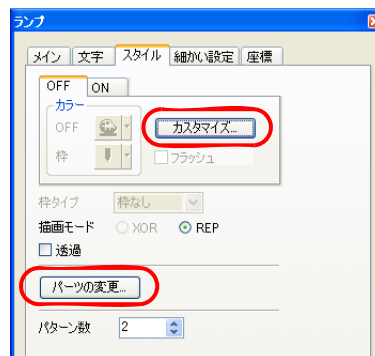 ランプ
メイン 文字 スタイル 細かい設定 座標
OFF ON
カラー
OFF カスタマイズ...
枠 フラッシュ
枠タイプ 枠なし
描画モード XOR REP
透過
パーツの変更...
パターン数 2